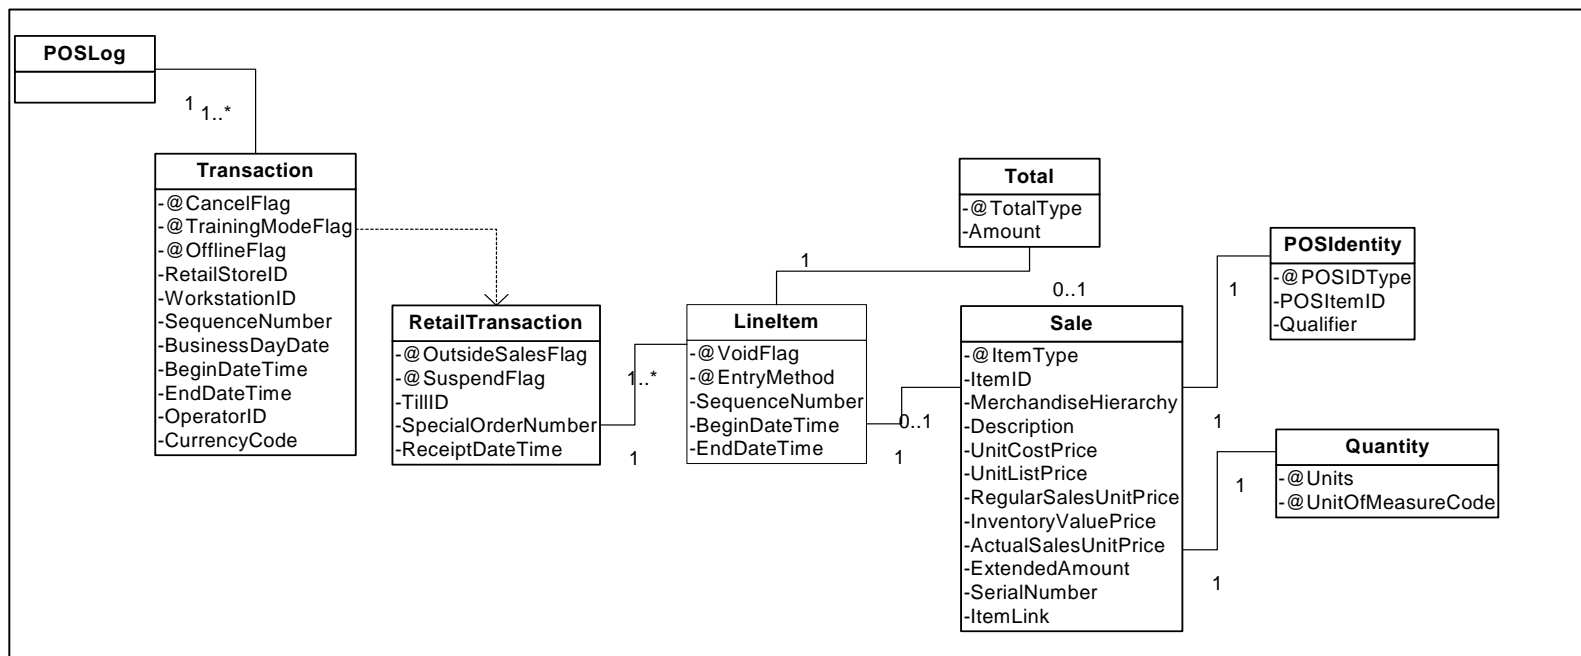 POSLog
1
1..*
Transaction
-@CancelFlag
-@TrainingModeFlag
-@OfflineFlag
-RetailStoreID
-WorkstationID
-SequenceNumber
-BusinessDayDate
-BeginDateTime
-EndDateTime
-OperatorID
-CurrencyCode
RetailTransaction
-@OutsideSalesFlag
-@SuspendFlag
-TillID
-SpecialOrderNumber
-ReceiptDateTime
1..*
1
LineItem
-@VoidFlag
-@EntryMethod
-SequenceNumber
-BeginDateTime
-EndDateTime
1
Total
-@TotalType
-Amount
0..1
0..1
1
Sale
-@ItemType
-ItemID
-MerchandiseHierarchy
-Description
-UnitCostPrice
-UnitListPrice
-RegularSalesUnitPrice
-InventoryValuePrice
-ActualSalesUnitPrice
-ExtendedAmount
-SerialNumber
-ItemLink
1
1
POSIdentity
-@POSIDType
-POSItemID
-Qualifier
1
1
Quantity
-@Units
-@UnitOfMeasureCode